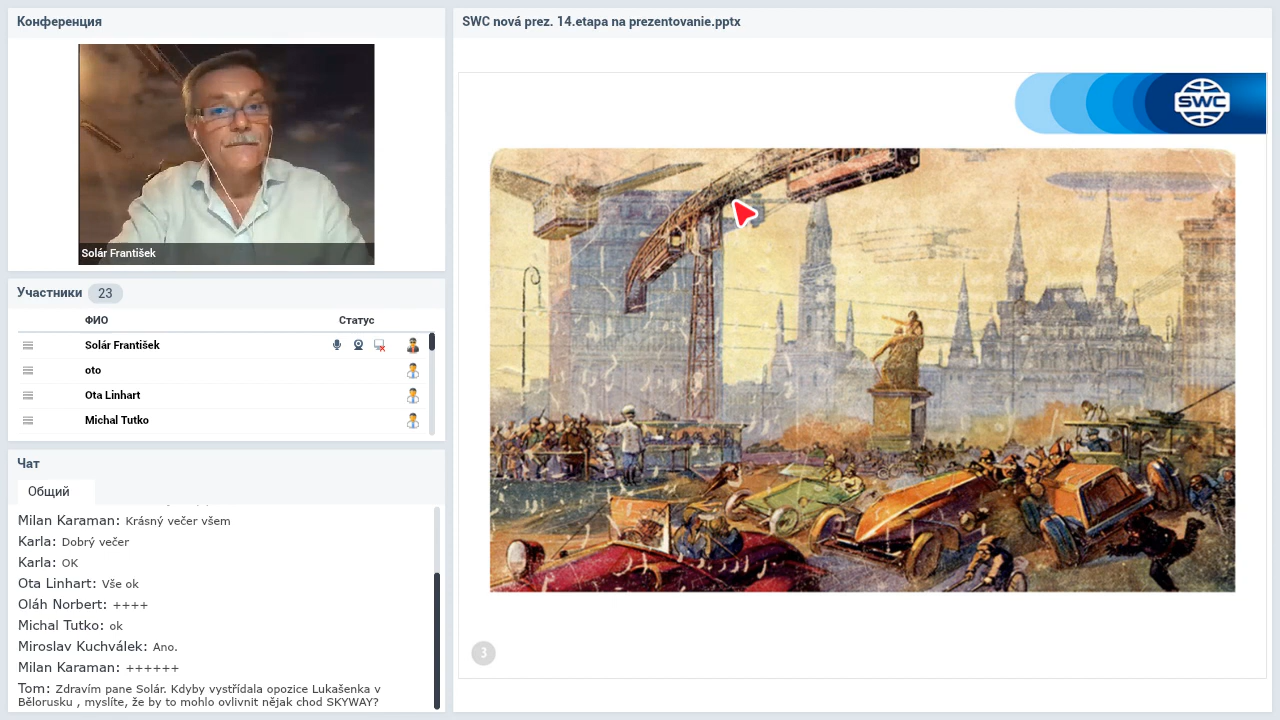 Конференция
Solár František
Участники 23
ФИО Статус
Solár František
oto
Ota Linhart
Michal Tutko
Чат
Общий
Milan Karaman: Krásný večer všem
Karla: Dobrý večer
Karla: OK
Ota Linhart: Vše ok
Oláh Norbert: ++++
Michal Tutko: ok
Miroslav Kuchválek: Ano.
Milan Karaman: ++++++
Tom: Zdravím pane Solár. Kdyby vystřídala opozice Lukašenka v
Bělorusku , myslíte, že by to mohlo ovlivnit nějak chod SKYWAY?
SWC nová prez. 14.etapa na prezentovanie.pptx
SWC
3